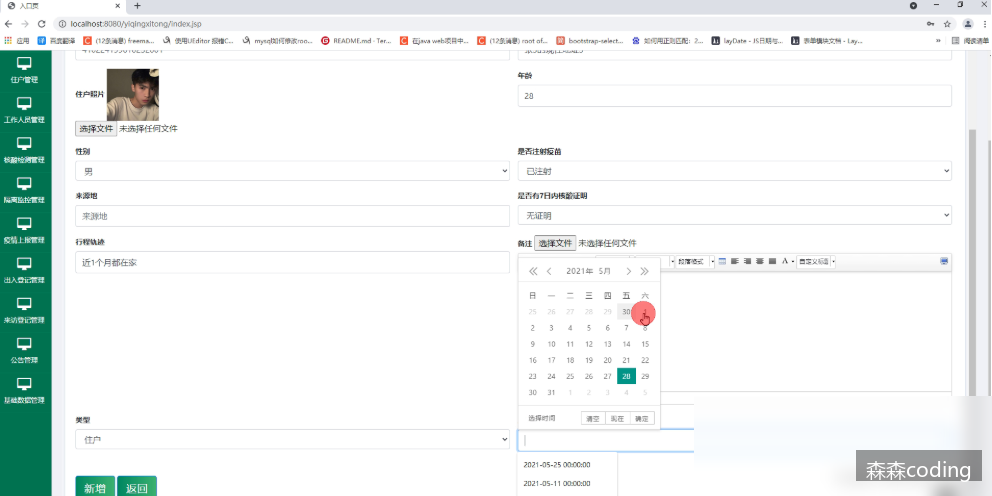 入口页
localhost:8080/yiqingxitong/index.jsp
应用 百度翻译 (12条消息) freema... 使用UEditor 报错C... mysql如何修改roo... README.md · Ter... 在java web项目中... (12条消息) root of... bootstrap-select... 如何用正则匹配：2... layDate - JS日期与... 表单模块文档 - Lay... » 阅读清单
住户管理
工作人员管理
核酸检测管理
隔离监控管理
疫情上报管理
出入登记管理
来访登记管理
公告管理
基础数据管理
年龄
28
住户照片
选择文件 未选择任何文件
性别
男
是否注射疫苗
已注射
来源地
来源地
是否有7日内核酸证明
无证明
行程轨迹
近1个月都在家
备注 选择文件 未选择任何文件
段落格式 自定义标题
2021年 5月
日 一 二 三 四 五 六
25 26 27 28 29 30
2 3 4 5 6 7 8
9 10 11 12 13 14 15
16 17 18 19 20 21 22
23 24 25 26 27 28 29
30 31 1 2 3 4 5
选择时间 清空 现在 确定
类型
住户
2021-05-25 00:00:00
2021-05-11 00:00:00
新增 返回
森森coding